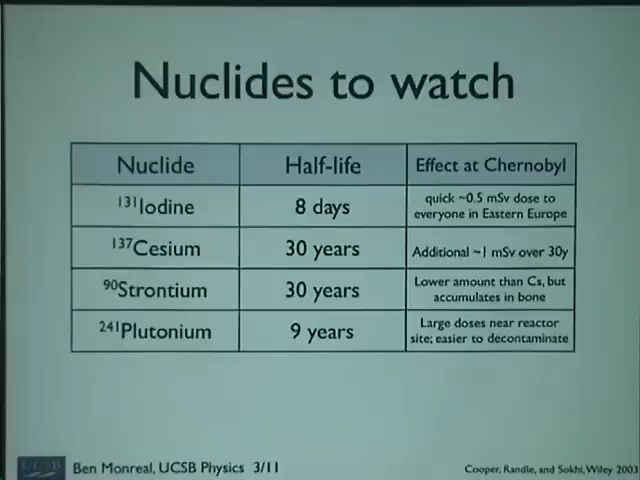 Nuclides to watch
Nuclide Half-life Effect at Chernobyl
¹³¹Iodine 8 days quick ~0.5 mSv dose to
everyone in Eastern Europe
¹³⁷Cesium 30 years Additional ~1 mSv over 30y
⁹⁰Strontium 30 years Lower amount than Cs, but
accumulates in bone
²⁴¹Plutonium 9 years Large doses near reactor
site; easier to decontaminate
UCSB Ben Monreal, UCSB Physics 3/11
Cooper, Randle, and Sokhi, Wiley 2003